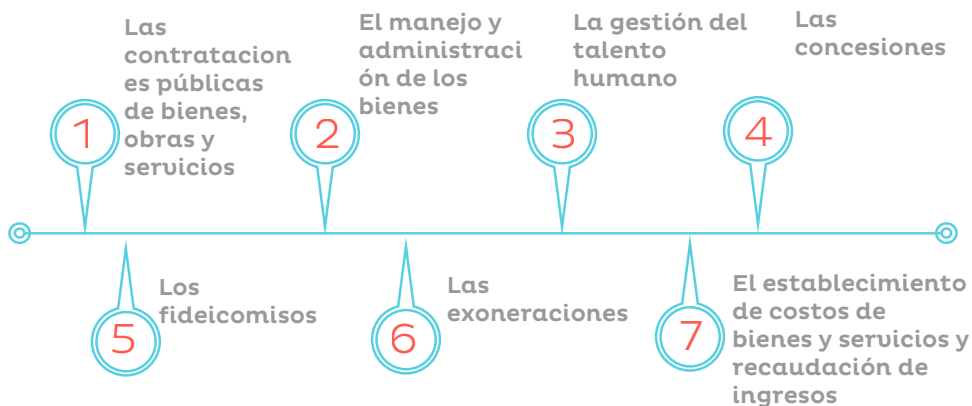 1
Las
contratacion
es públicas
de bienes,
obras y
servicios
2
El manejo y
administraci
ón de los
bienes
3
La gestión del
talento
humano
4
Las
concesiones
5
Los
fideicomisos
6
Las
exoneraciones
7
El establecimiento
de costos de
bienes y servicios y
recaudación de
ingresos